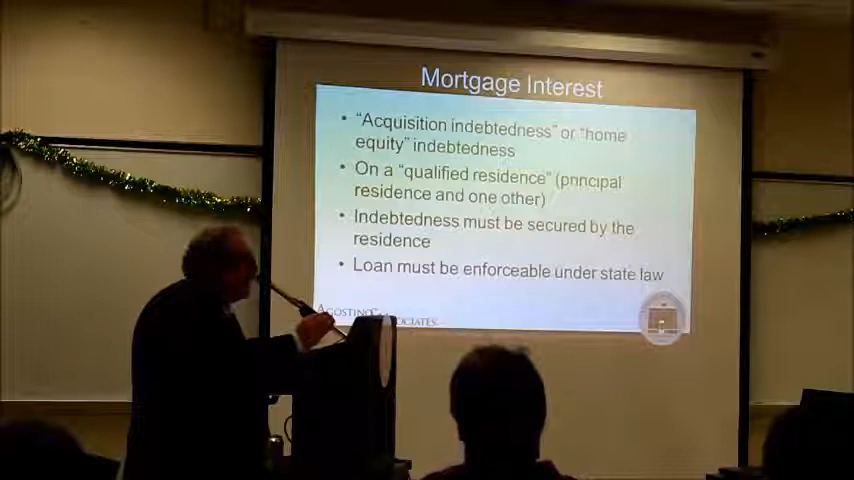 Mortgage Interest
• “Acquisition indebtedness” or “home
equity” indebtedness
• On a “qualified residence” (principal
residence and one other)
• Indebtedness must be secured by the
residence
• Loan must be enforceable under state law